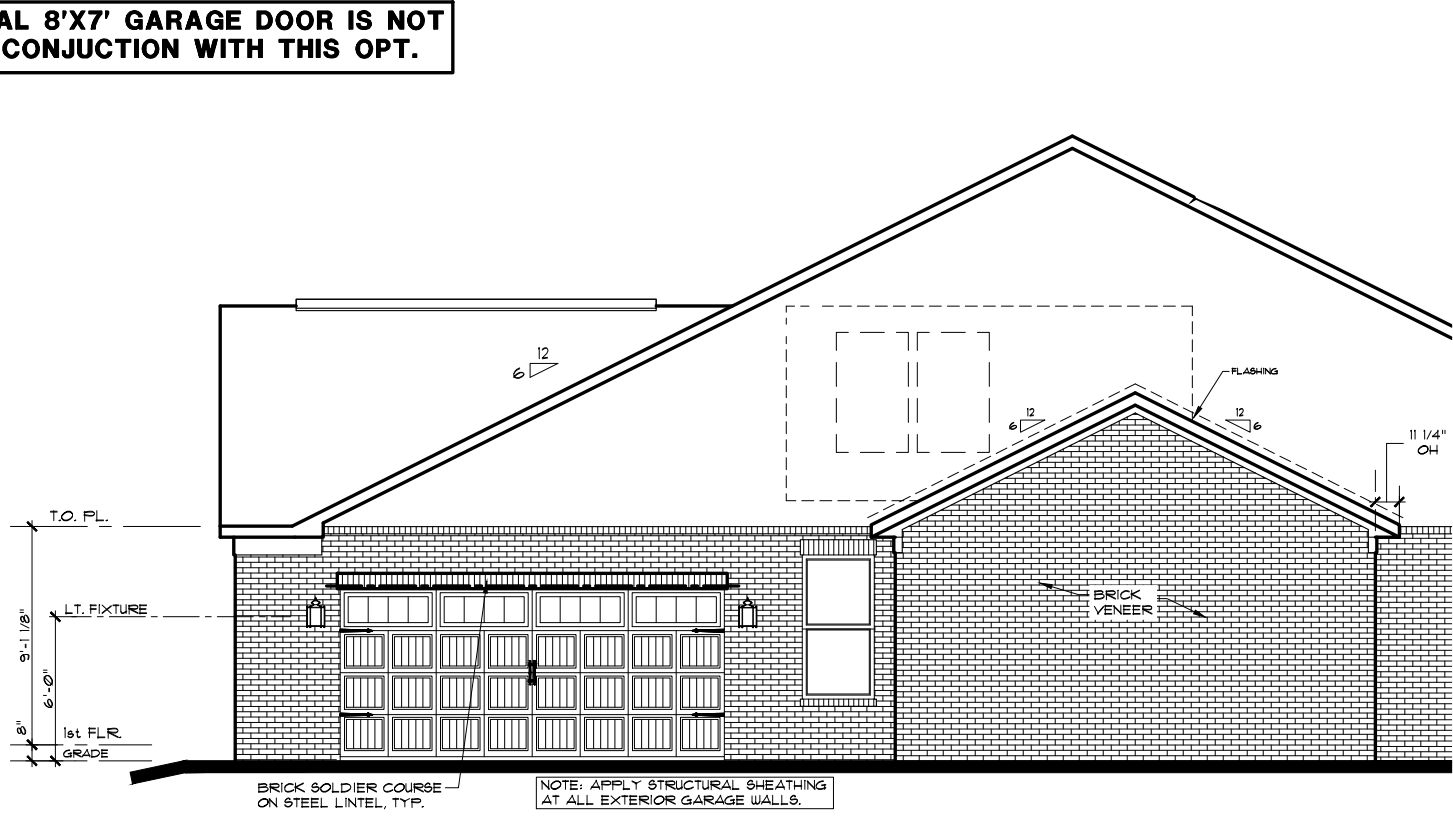 AL 8'X7' GARAGE DOOR IS NOT
CONJUCTION WITH THIS OPT.
12
6
FLASHING
12
6
12
6
11 1/4"
OH
T.O. PL.
LT. FIXTURE
9'-1 1/8"
6'-0"
8"
1st FLR.
GRADE
BRICK
VENEER
BRICK SOLDIER COURSE
ON STEEL LINTEL, TYP.
NOTE: APPLY STRUCTURAL SHEATHING
AT ALL EXTERIOR GARAGE WALLS.